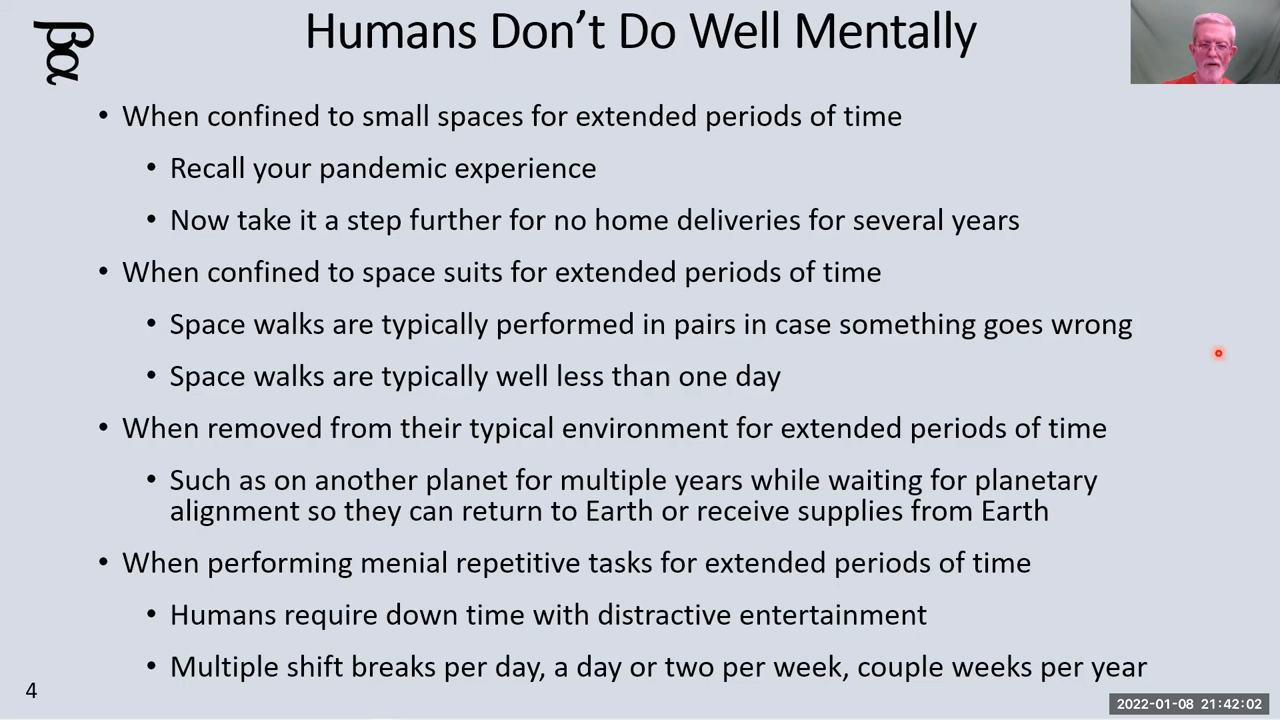 βα
Humans Don’t Do Well Mentally
• When confined to small spaces for extended periods of time
• Recall your pandemic experience
• Now take it a step further for no home deliveries for several years
• When confined to space suits for extended periods of time
• Space walks are typically performed in pairs in case something goes wrong
• Space walks are typically well less than one day
• When removed from their typical environment for extended periods of time
• Such as on another planet for multiple years while waiting for planetary
alignment so they can return to Earth or receive supplies from Earth
• When performing menial repetitive tasks for extended periods of time
• Humans require down time with distractive entertainment
• Multiple shift breaks per day, a day or two per week, couple weeks per year
4
2022-01-08 21:42:02